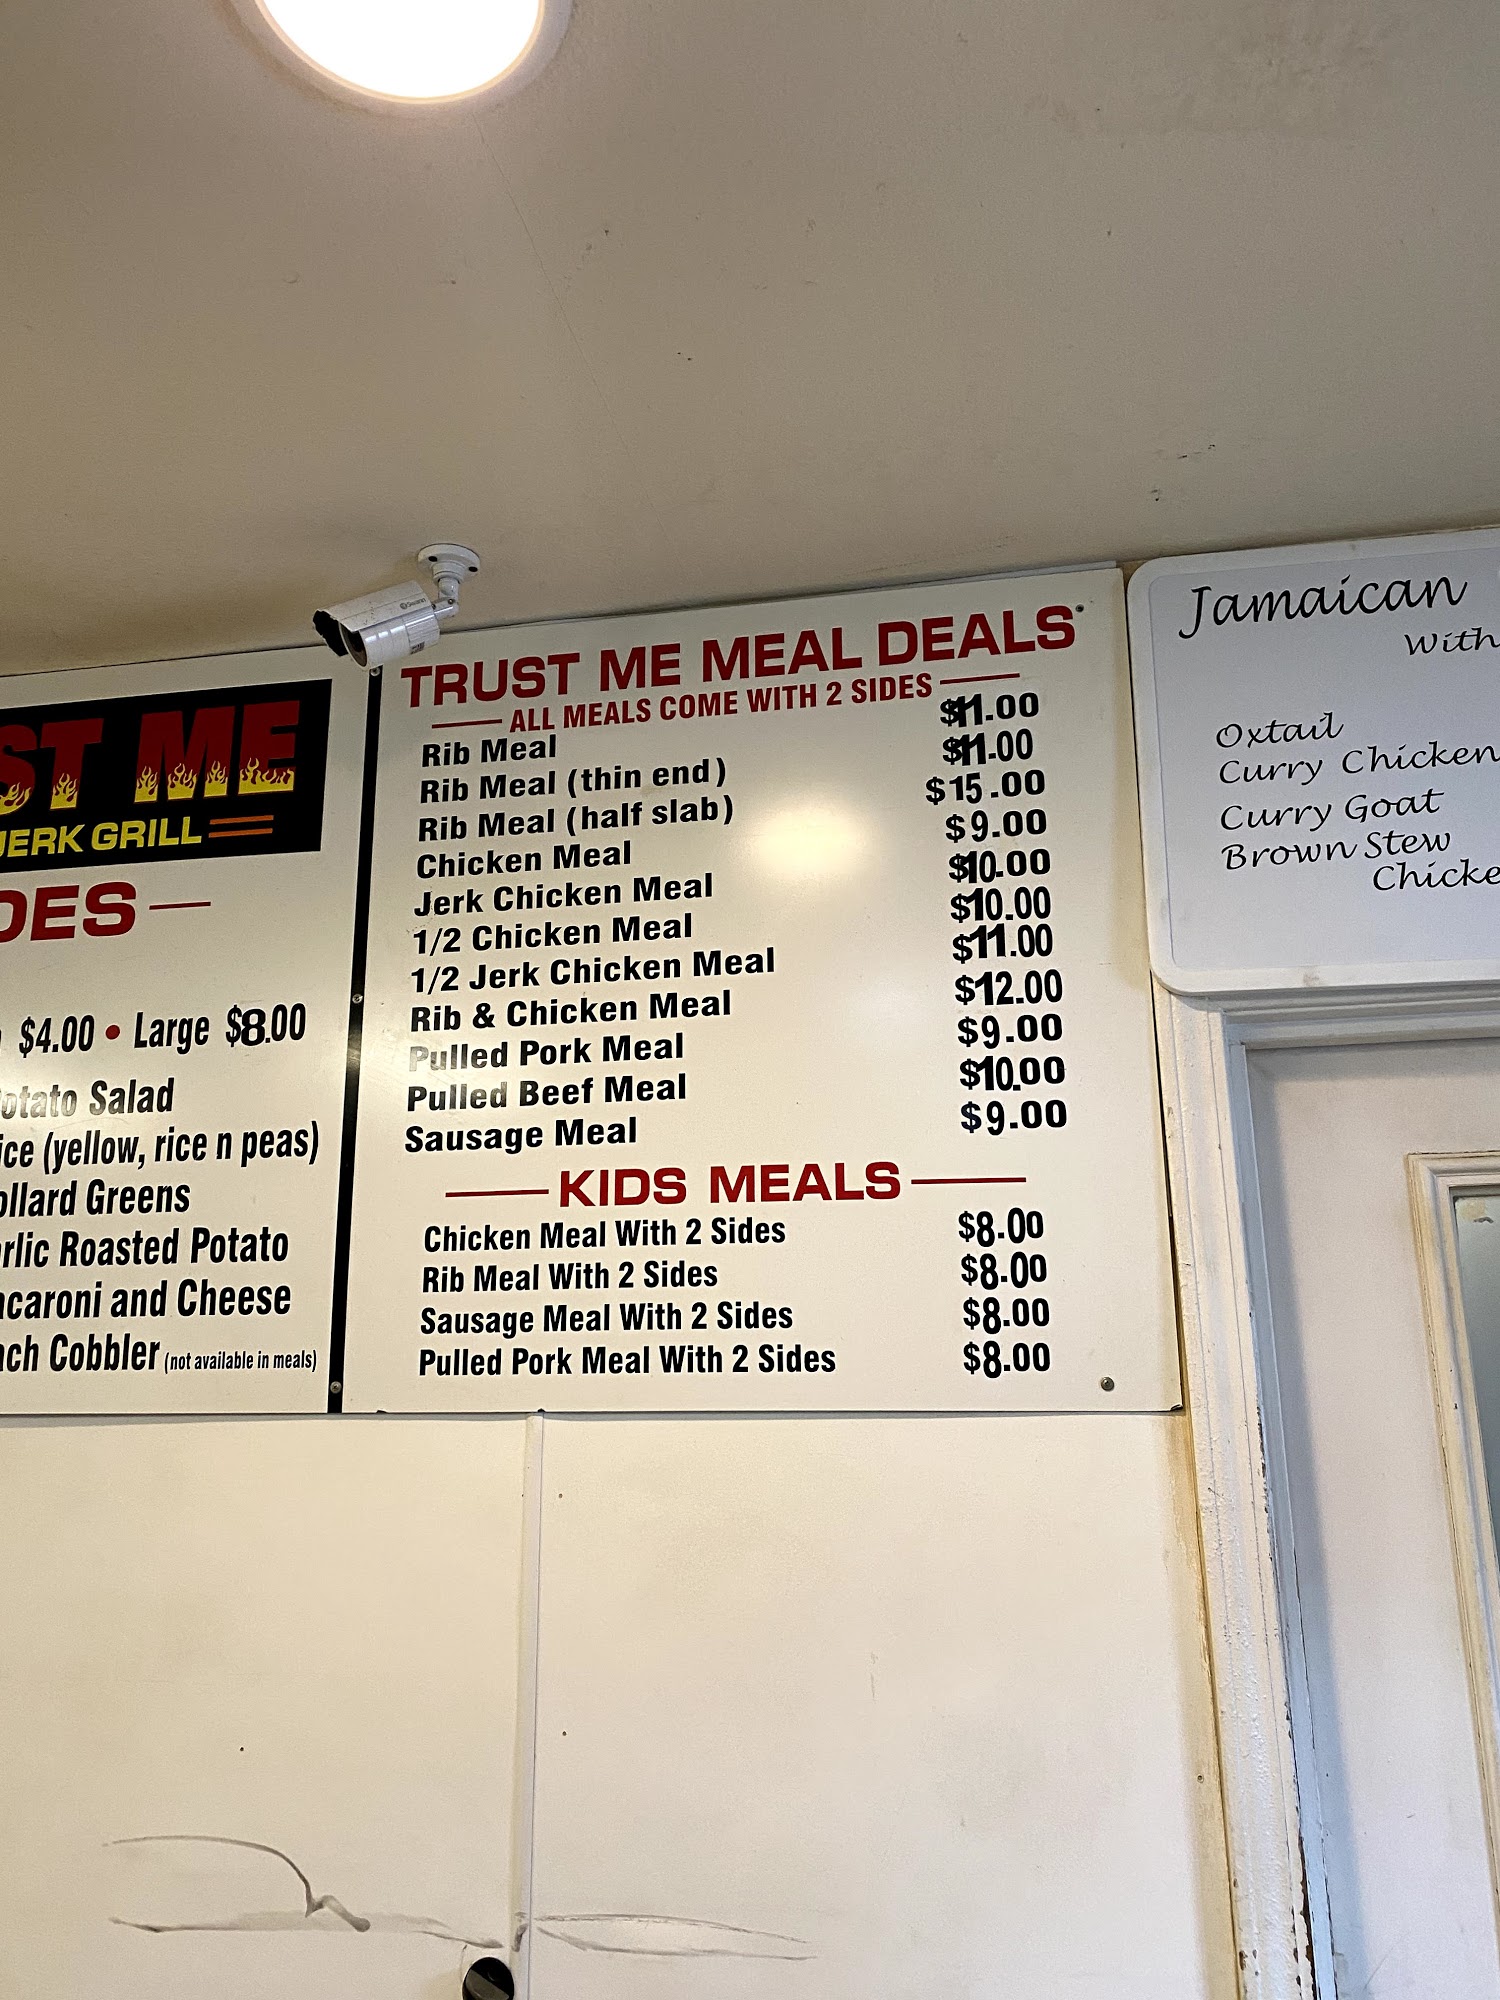 ST ME
JERK GRILL
DES
$4.00 • Large $8.00
otato Salad
ice (yellow, rice n peas)
ollard Greens
rlic Roasted Potato
acaroni and Cheese
ach Cobbler (not available in meals)
TRUST ME MEAL DEALS
ALL MEALS COME WITH 2 SIDES
Rib Meal $11.00
Rib Meal (thin end) $11.00
Rib Meal (half slab) $15.00
Chicken Meal $9.00
Jerk Chicken Meal $10.00
1/2 Chicken Meal $10.00
1/2 Jerk Chicken Meal $11.00
Rib & Chicken Meal $12.00
Pulled Pork Meal $9.00
Pulled Beef Meal $10.00
Sausage Meal $9.00
KIDS MEALS
Chicken Meal With 2 Sides $8.00
Rib Meal With 2 Sides $8.00
Sausage Meal With 2 Sides $8.00
Pulled Pork Meal With 2 Sides $8.00
Jamaican
With
Oxtail
Curry Chicken
Curry Goat
Brown Stew
Chicke